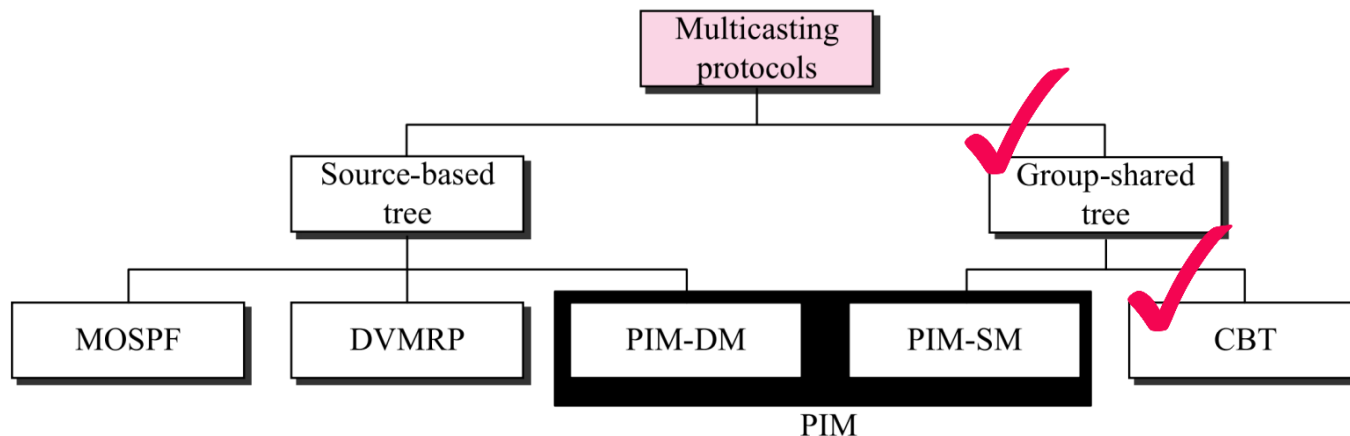 Multicasting
protocols
Source-based
tree
Group-shared
tree
MOSPF
DVMRP
PIM-DM
PIM-SM
CBT
PIM